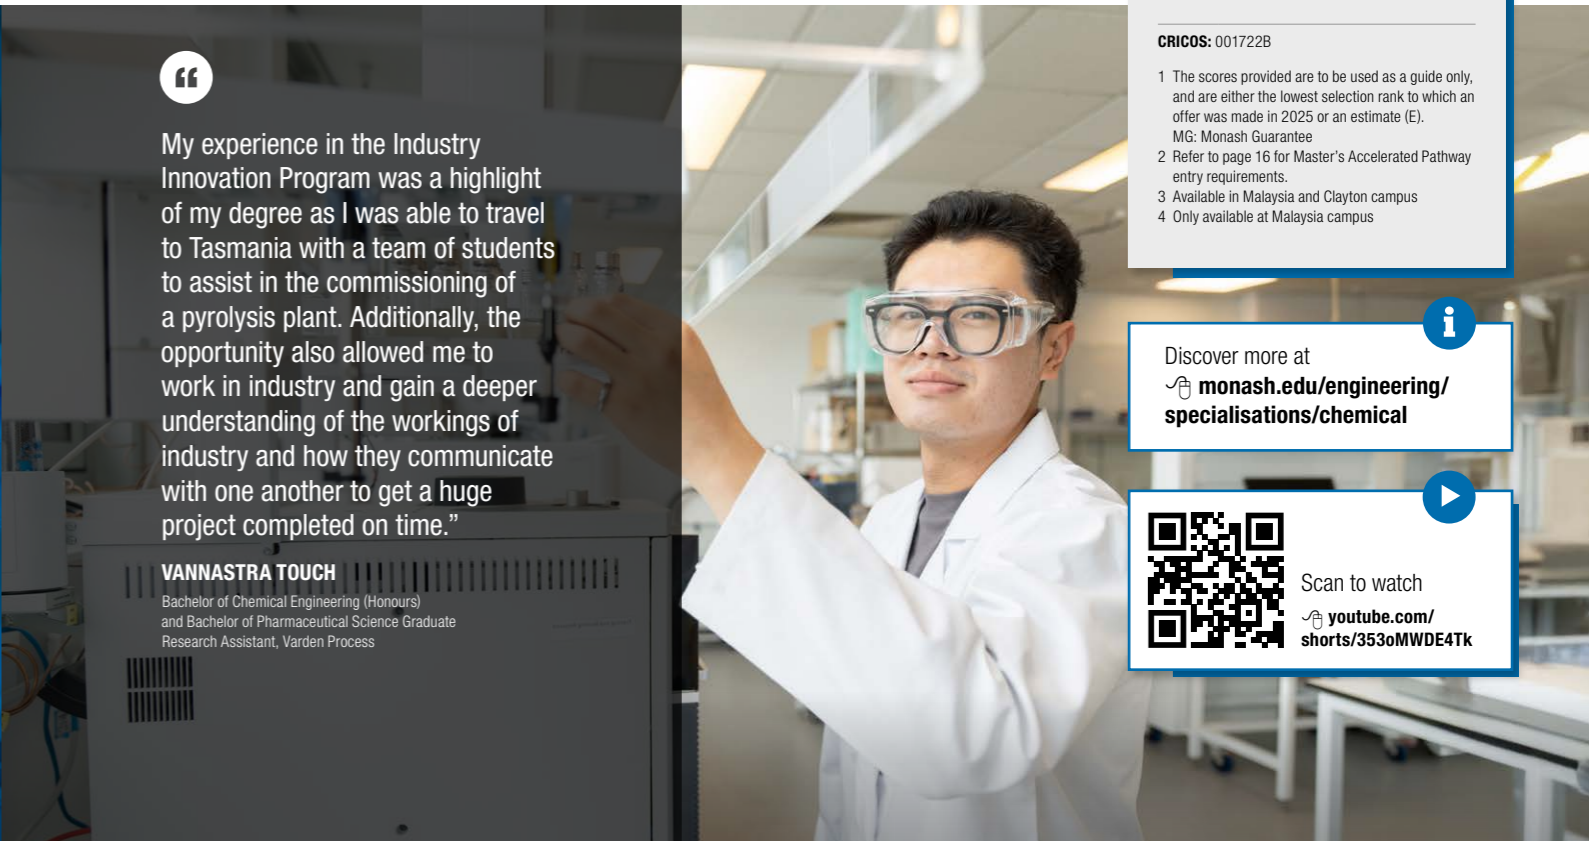 “
My experience in the Industry
Innovation Program was a highlight
of my degree as I was able to travel
to Tasmania with a team of students
to assist in the commissioning of
a pyrolysis plant. Additionally, the
opportunity also allowed me to
work in industry and gain a deeper
understanding of the workings of
industry and how they communicate
with one another to get a huge
project completed on time.”
VANNASTRA TOUCH
Bachelor of Chemical Engineering (Honours)
and Bachelor of Pharmaceutical Science Graduate
Research Assistant, Varden Process
CRICOS: 001722B
1 The scores provided are to be used as a guide only,
and are either the lowest selection rank to which an
offer was made in 2025 or an estimate (E).
MG: Monash Guarantee
2 Refer to page 16 for Master’s Accelerated Pathway
entry requirements.
3 Available in Malaysia and Clayton campus
4 Only available at Malaysia campus
i
Discover more at
monash.edu/engineering/
specialisations/chemical
Scan to watch
youtube.com/
shorts/353oMWDE4Tk